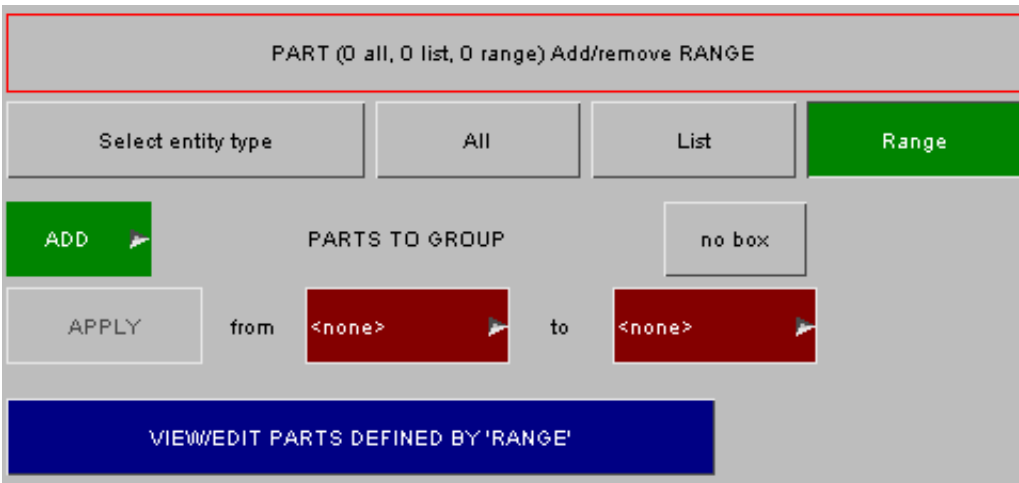 PART (0 all, 0 list, 0 range) Add/remove RANGE
Select entity type All List Range
ADD PARTS TO GROUP no box
APPLY from <none> to <none>
VIEW/EDIT PARTS DEFINED BY 'RANGE'